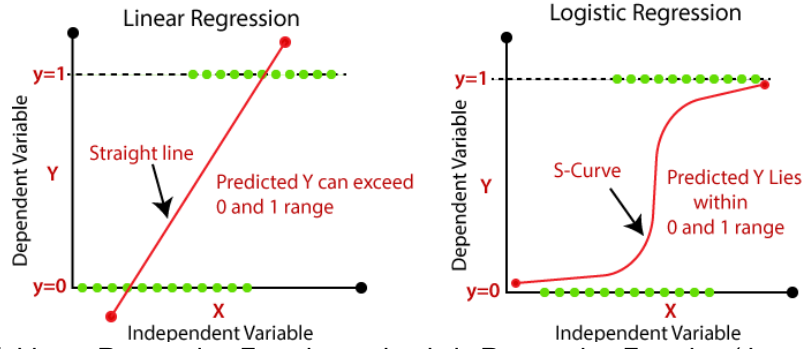 Linear Regression
y=1
Dependent Variable
Y
Straight line
Predicted Y can exceed
0 and 1 range
y=0
X
Independent Variable
Logistic Regression
y=1
Dependent Variable
Y
S-Curve
Predicted Y Lies
within
0 and 1 range
y=0
X
Independent Variable